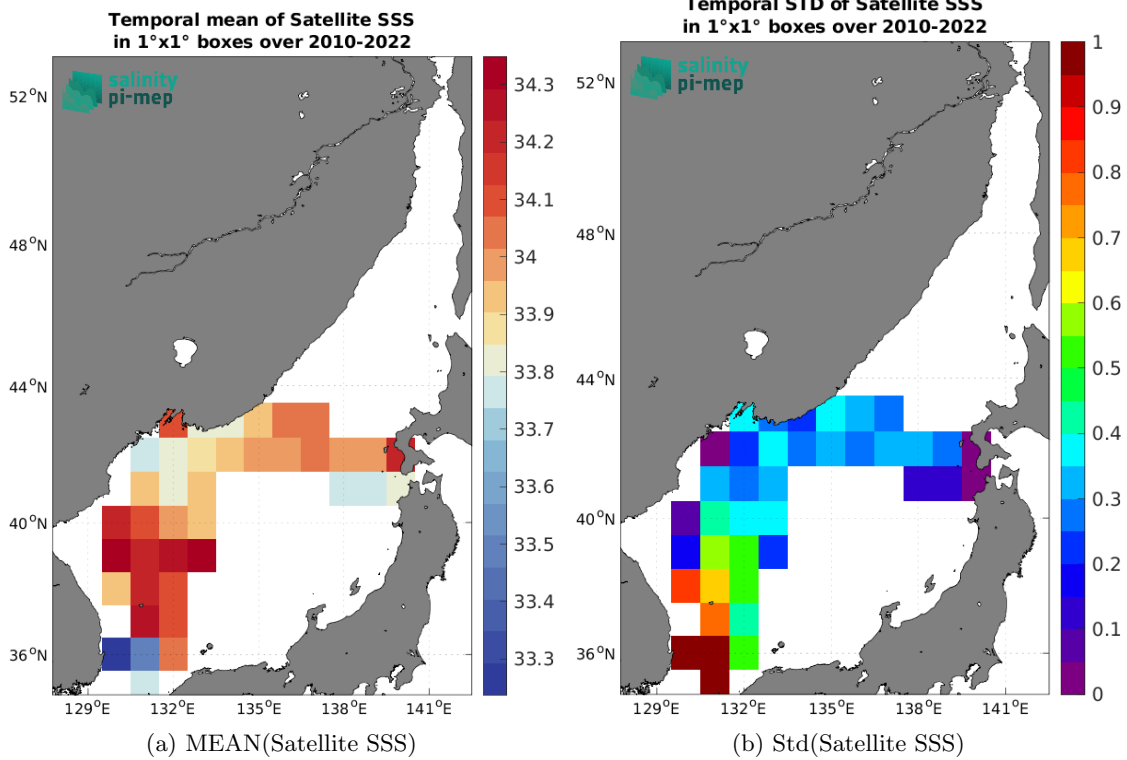 Temporal mean of Satellite SSS
in 1°x1° boxes over 2010-2022
salinity
pi-mep
52°N
48°N
44°N
40°N
36°N
129°E 132°E 135°E 138°E 141°E
34.3
34.2
34.1
34
33.9
33.8
33.7
33.6
33.5
33.4
33.3
(a) MEAN(Satellite SSS)
Temporal STD of Satellite SSS
in 1°x1° boxes over 2010-2022
salinity
pi-mep
52°N
48°N
44°N
40°N
36°N
129°E 132°E 135°E 138°E 141°E
1
0.9
0.8
0.7
0.6
0.5
0.4
0.3
0.2
0.1
0
(b) Std(Satellite SSS)